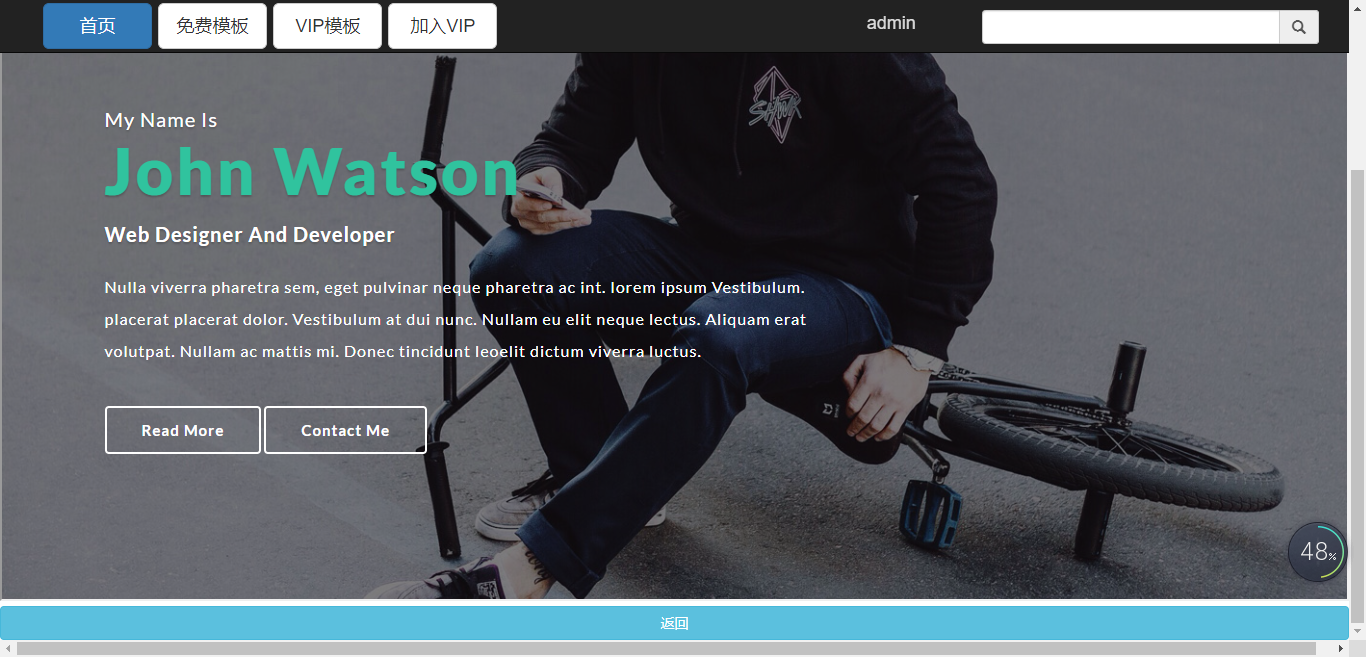 首页 免费模板 VIP模板 加入VIP admin
SHWK
My Name Is
John Watson
Web Designer And Developer
Nulla viverra pharetra sem, eget pulvinar neque pharetra ac int. lorem ipsum Vestibulum.
placerat placerat dolor. Vestibulum at dui nunc. Nullam eu elit neque lectus. Aliquam erat
volutpat. Nullam ac mattis mi. Donec tincidunt leoelit dictum viverra luctus.
Read More Contact Me
48%
返回